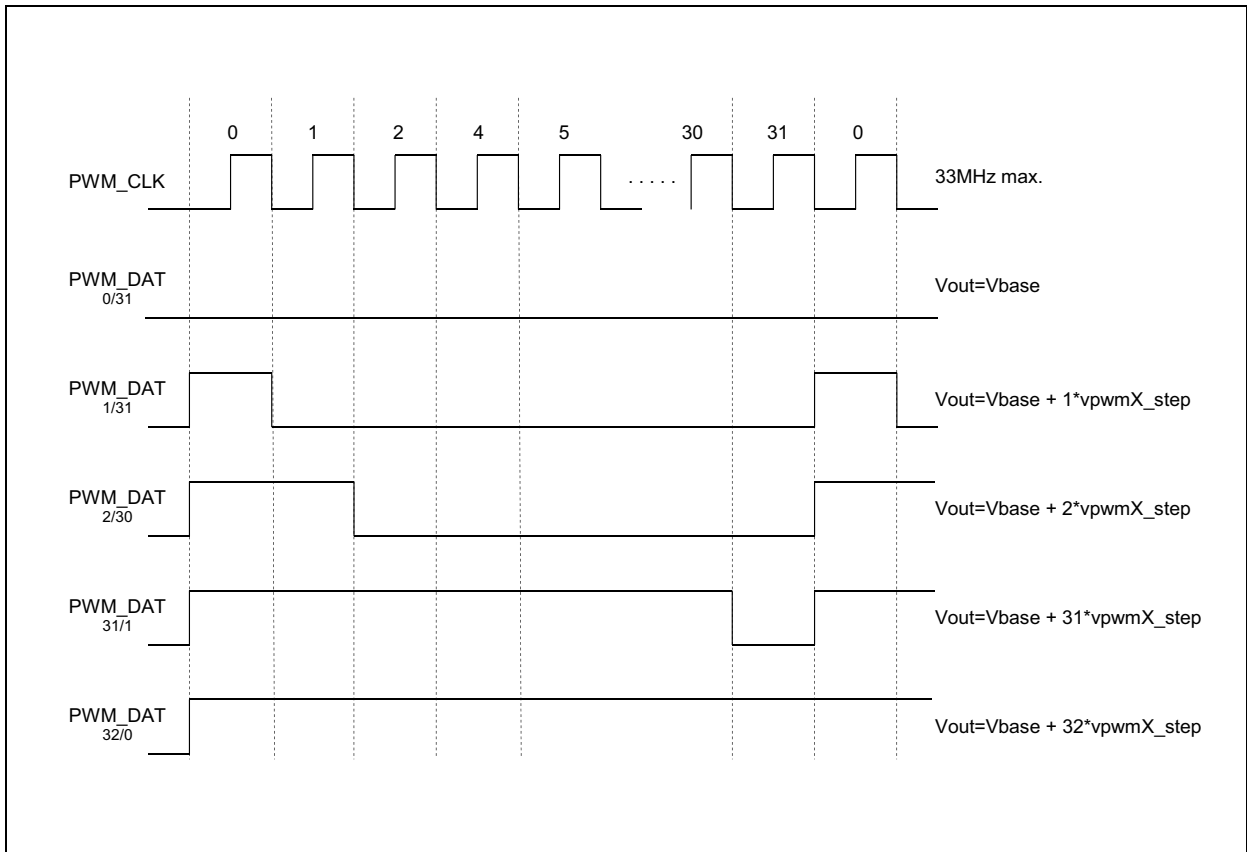 0 1 2 4 5 30 31 0
PWM_CLK
. . . . .
33MHz max.
PWM_DAT
0/31
Vout=Vbase
PWM_DAT
1/31
Vout=Vbase + 1*vpwmX_step
PWM_DAT
2/30
Vout=Vbase + 2*vpwmX_step
PWM_DAT
31/1
Vout=Vbase + 31*vpwmX_step
PWM_DAT
32/0
Vout=Vbase + 32*vpwmX_step